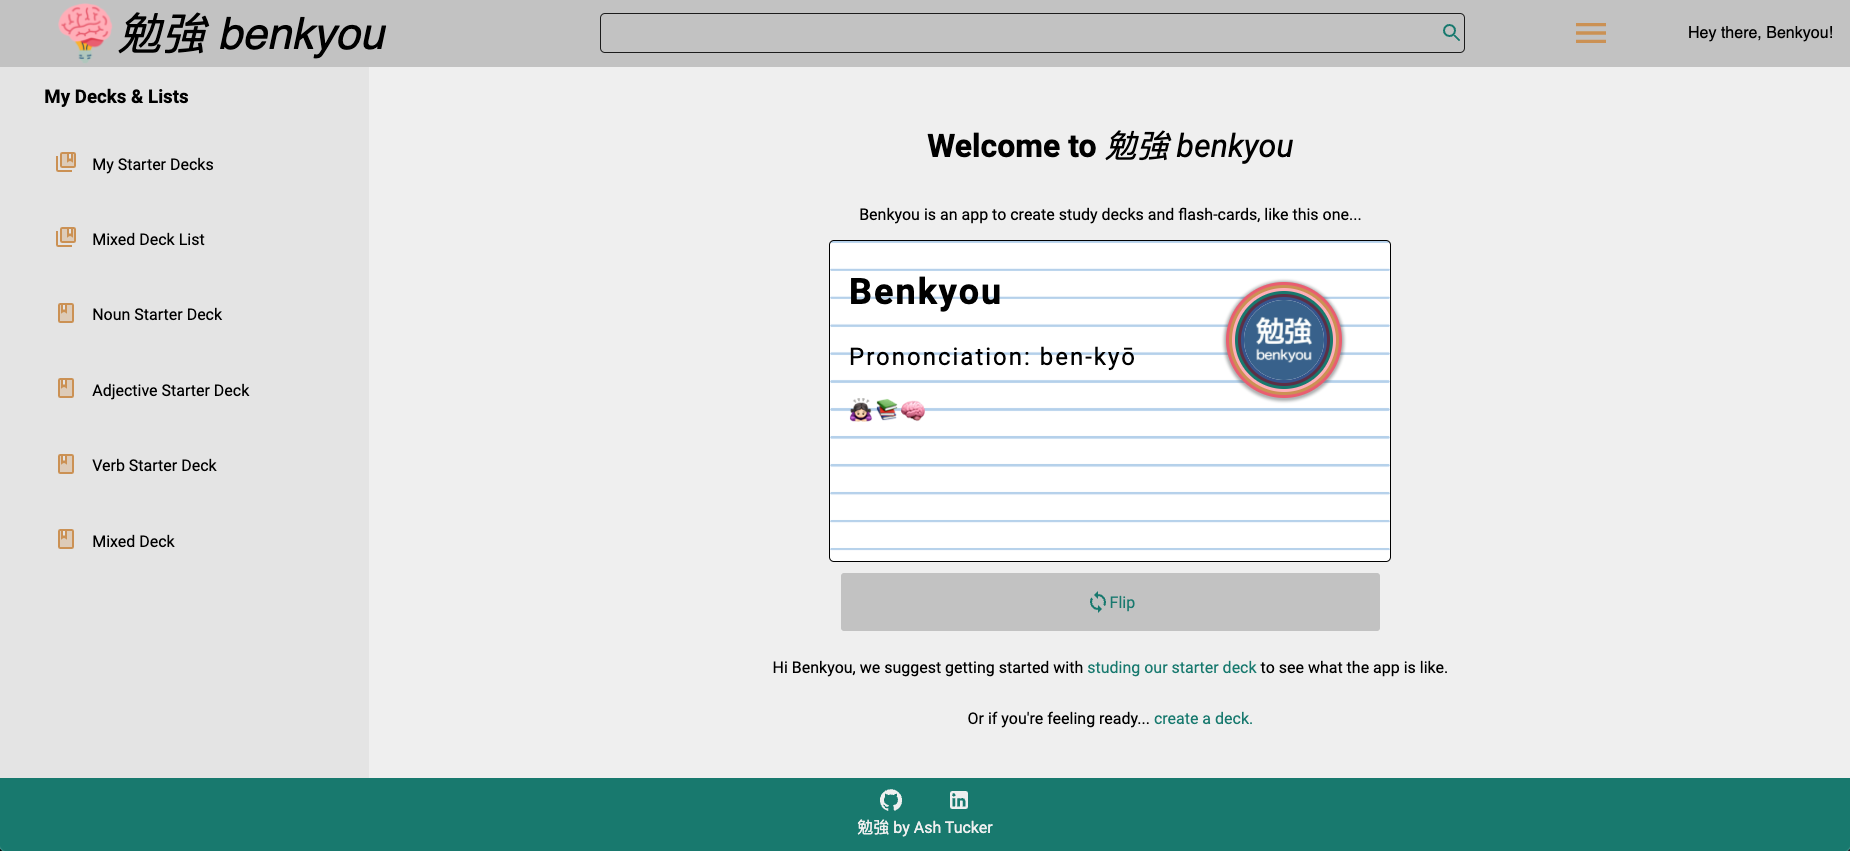 勉強 benkyou
Hey there, Benkyou!
My Decks & Lists
My Starter Decks
Mixed Deck List
Noun Starter Deck
Adjective Starter Deck
Verb Starter Deck
Mixed Deck
Welcome to 勉強 benkyou
Benkyou is an app to create study decks and flash-cards, like this one...
Benkyou
Prononciation: ben-kyō
勉強
benkyou
Flip
Hi Benkyou, we suggest getting started with studing our starter deck to see what the app is like.
Or if you're feeling ready... create a deck.
勉強 by Ash Tucker